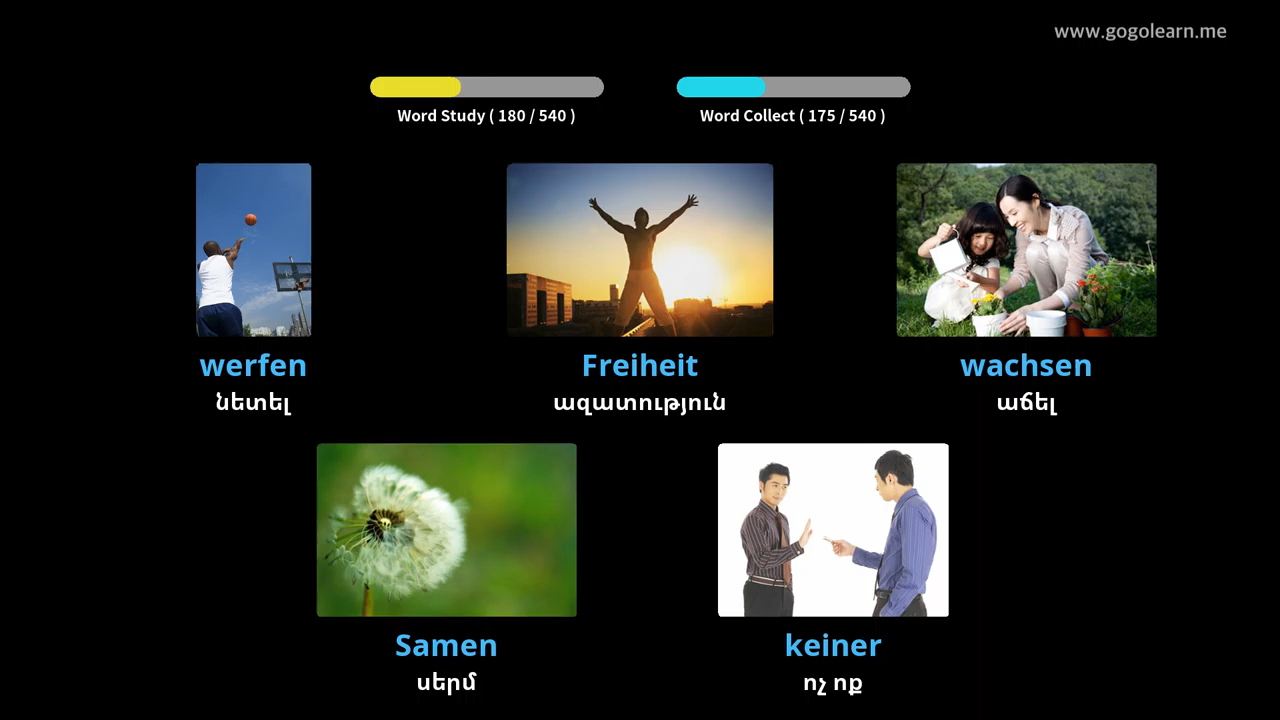 www.gogolearn.me
Word Study ( 180 / 540 )
Word Collect ( 175 / 540 )
werfen
Freiheit
wachsen
նետել
ազատություն
աճել
Samen
keiner
սերմ
ոչ ոք